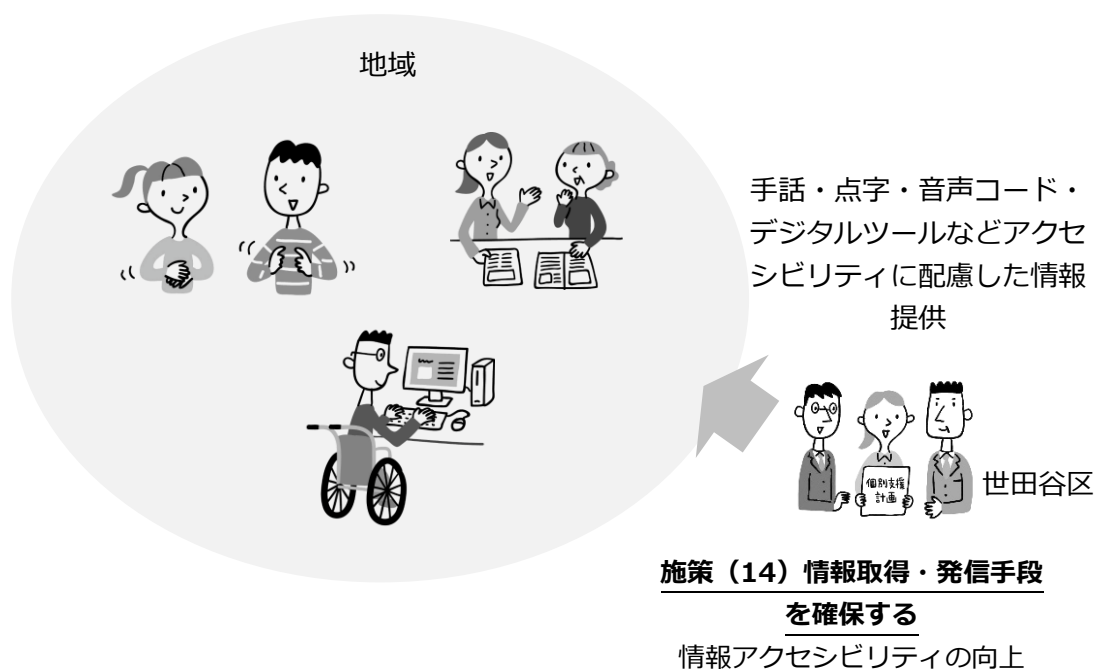 地域
手話・点字・音声コード・
デジタルツールなどアクセ
シビリティに配慮した情報
提供
個別支援
計画
世田谷区
施策（14）情報取得・発信手段
を確保する
情報アクセシビリティの向上